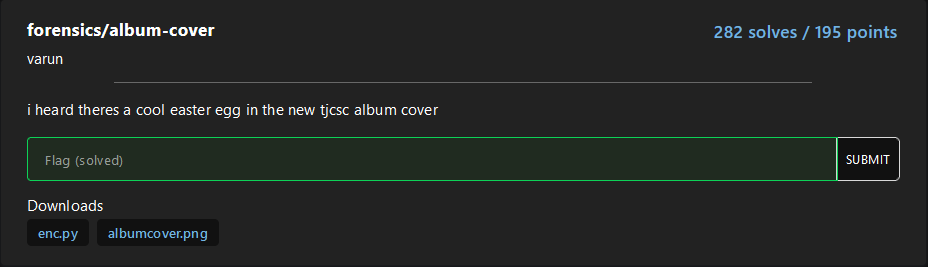 forensics/album-cover
282 solves / 195 points
varun
i heard theres a cool easter egg in the new tjcsc album cover
Flag (solved)
SUBMIT
Downloads
enc.py
albumcover.png